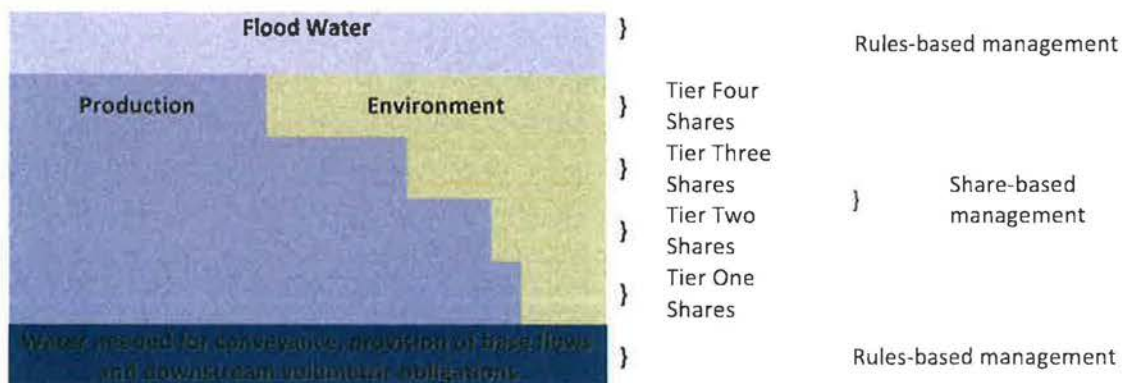 Flood Water
}
Rules-based management
Production
Environment
}
Tier Four
Shares
}
Tier Three
Shares
}
Tier Two
Shares
}
Tier One
Shares
}
Share-based
management
Water needed for conveyance, provision of base flows
and downstream volumetric obligations
}
Rules-based management